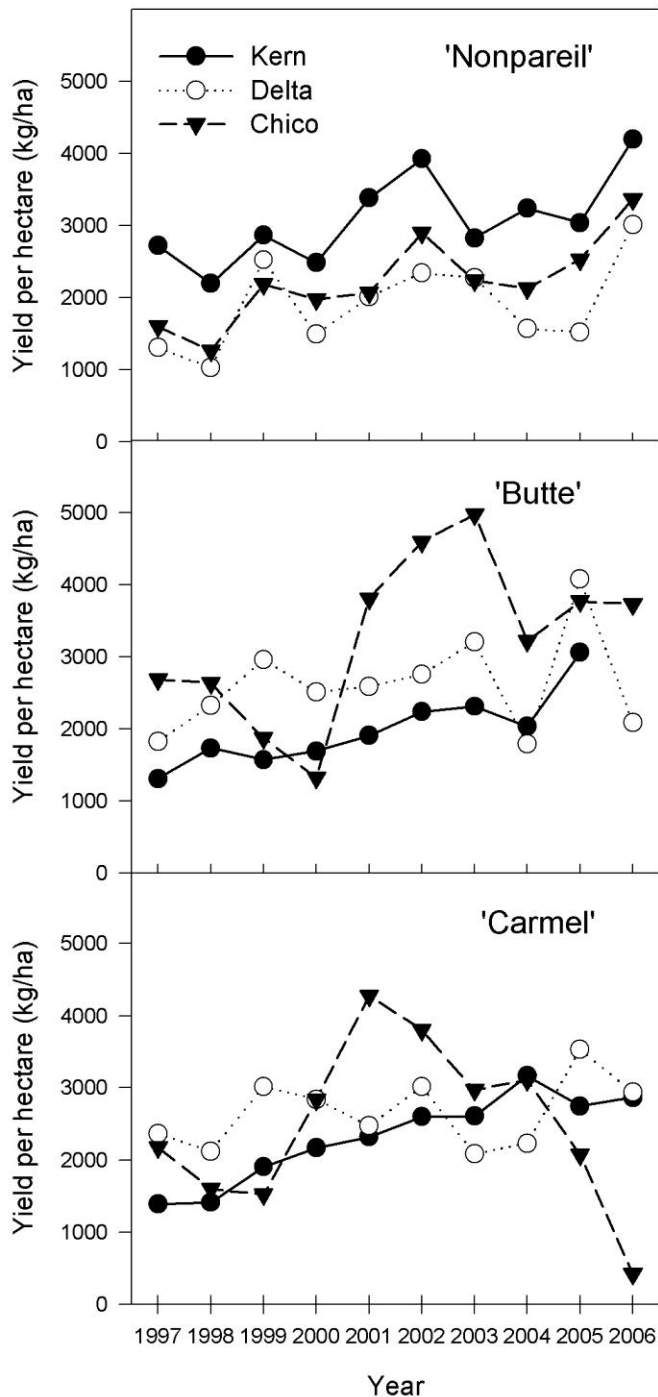 'Nonpareil'
Kern
Delta
Chico
Yield per hectare (kg/ha)
5000
4000
3000
2000
1000
0
'Butte'
Yield per hectare (kg/ha)
5000
4000
3000
2000
1000
0
'Carmel'
Yield per hectare (kg/ha)
5000
4000
3000
2000
1000
0
1997 1998 1999 2000 2001 2002 2003 2004 2005 2006
Year